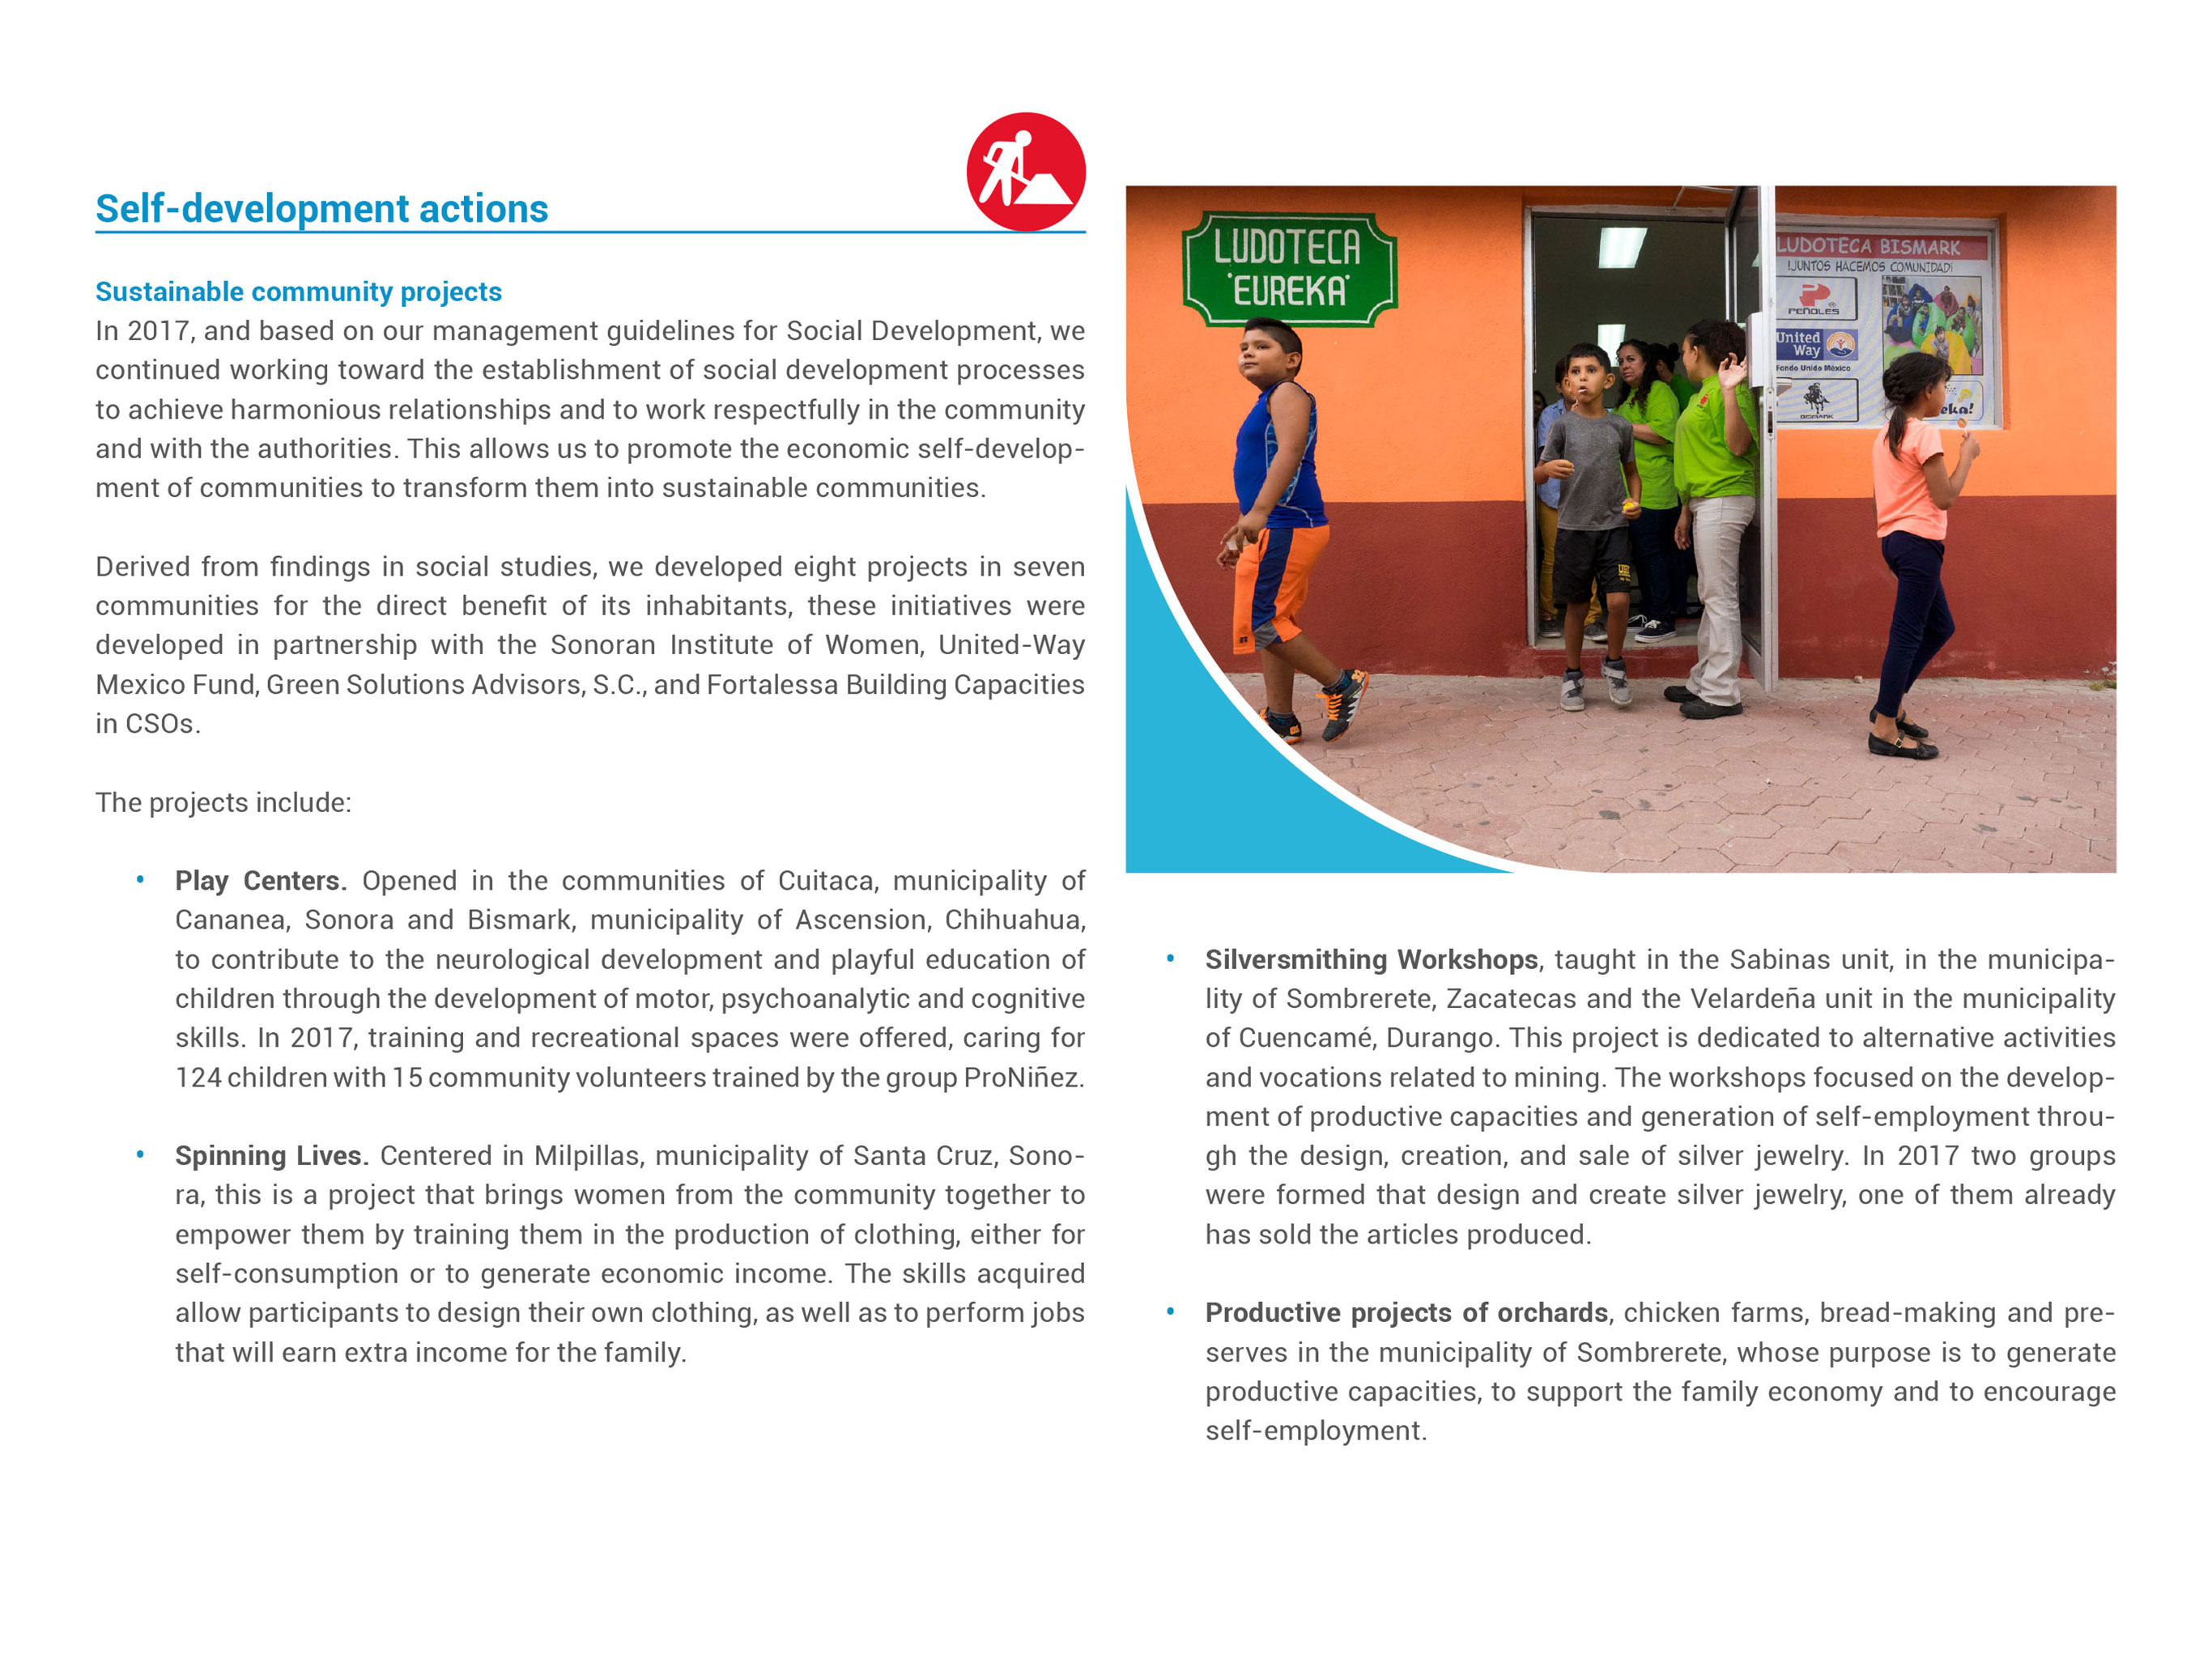 Self-development actions
Sustainable community projects
In 2017, and based on our management guidelines for Social Development, we
continued working toward the establishment of social development processes
to achieve harmonious relationships and to work respectfully in the community
and with the authorities. This allows us to promote the economic self-develop-
ment of communities to transform them into sustainable communities.
Derived from findings in social studies, we developed eight projects in seven
communities for the direct benefit of its inhabitants, these initiatives were
developed in partnership with the Sonoran Institute of Women, United-Way
Mexico Fund, Green Solutions Advisors, S.C., and Fortalessa Building Capacities
in CSOs.
The projects include:
• Play Centers. Opened in the communities of Cuitaca, municipality of
Cananea, Sonora and Bismark, municipality of Ascension, Chihuahua,
to contribute to the neurological development and playful education of
children through the development of motor, psychoanalytic and cognitive
skills. In 2017, training and recreational spaces were offered, caring for
124 children with 15 community volunteers trained by the group ProNiñez.
• Spinning Lives. Centered in Milpillas, municipality of Santa Cruz, Sono-
ra, this is a project that brings women from the community together to
empower them by training them in the production of clothing, either for
self-consumption or to generate economic income. The skills acquired
allow participants to design their own clothing, as well as to perform jobs
that will earn extra income for the family.
LUDOTECA
"EUREKA"
LUDOTECA BISMARK
!JUNTOS HACEMOS COMUNIDAD¡
PEÑOLES
United
Way
Fondo Unido México
BISMARK
eka!
• Silversmithing Workshops, taught in the Sabinas unit, in the municipa-
lity of Sombrerete, Zacatecas and the Velardeña unit in the municipality
of Cuencamé, Durango. This project is dedicated to alternative activities
and vocations related to mining. The workshops focused on the develop-
ment of productive capacities and generation of self-employment throu-
gh the design, creation, and sale of silver jewelry. In 2017 two groups
were formed that design and create silver jewelry, one of them already
has sold the articles produced.
• Productive projects of orchards, chicken farms, bread-making and pre-
serves in the municipality of Sombrerete, whose purpose is to generate
productive capacities, to support the family economy and to encourage
self-employment.